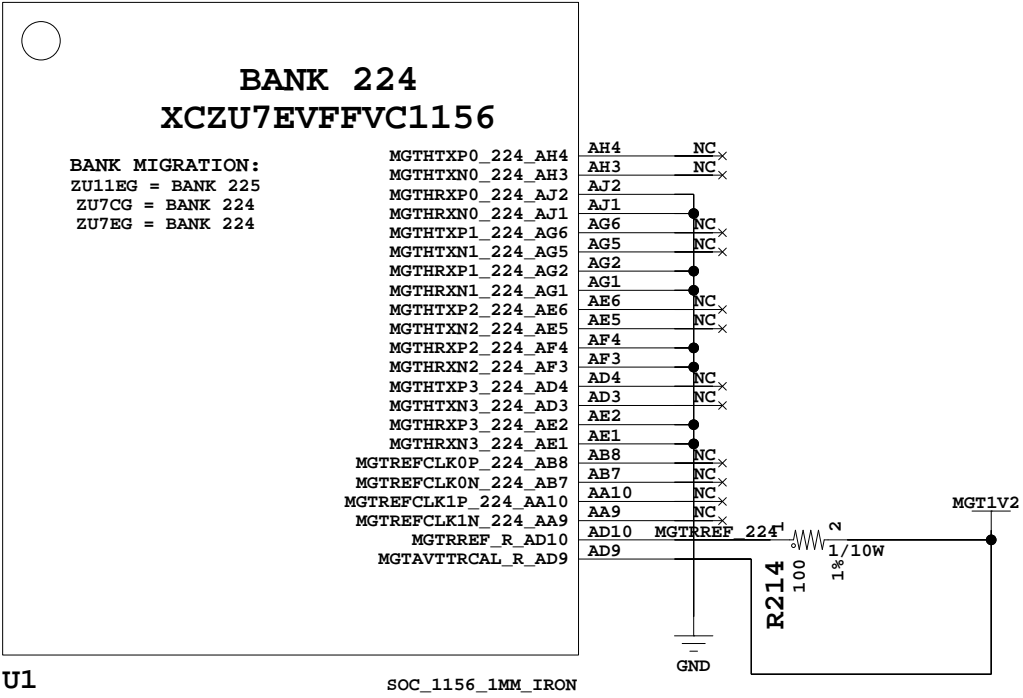 BANK 224
XCZU7EVFFVC1156
BANK MIGRATION:
ZU11EG = BANK 225
ZU7CG = BANK 224
ZU7EG = BANK 224
MGTHTXP0_224_AH4 AH4 NC
MGTHTXN0_224_AH3 AH3 NC
MGTHRXP0_224_AJ2 AJ2
MGTHRXN0_224_AJ1 AJ1
MGTHTXP1_224_AG6 AG6 NC
MGTHTXN1_224_AG5 AG5 NC
MGTHRXP1_224_AG2 AG2
MGTHRXN1_224_AG1 AG1
MGTHTXP2_224_AE6 AE6 NC
MGTHTXN2_224_AE5 AE5 NC
MGTHRXP2_224_AF4 AF4
MGTHRXN2_224_AF3 AF3
MGTHTXP3_224_AD4 AD4 NC
MGTHTXN3_224_AD3 AD3 NC
MGTHRXP3_224_AE2 AE2
MGTHRXN3_224_AE1 AE1
MGTREFCLK0P_224_AB8 AB8 NC
MGTREFCLK0N_224_AB7 AB7 NC
MGTREFCLK1P_224_AA10 AA10 NC
MGTREFCLK1N_224_AA9 AA9 NC
MGTRREF_R_AD10 AD10 MGTRREF_224 1 2
MGTAVTTRCAL_R_AD9 AD9
MGT1V2
R214
100
1/10W
1%
GND
U1
SOC_1156_1MM_IRON